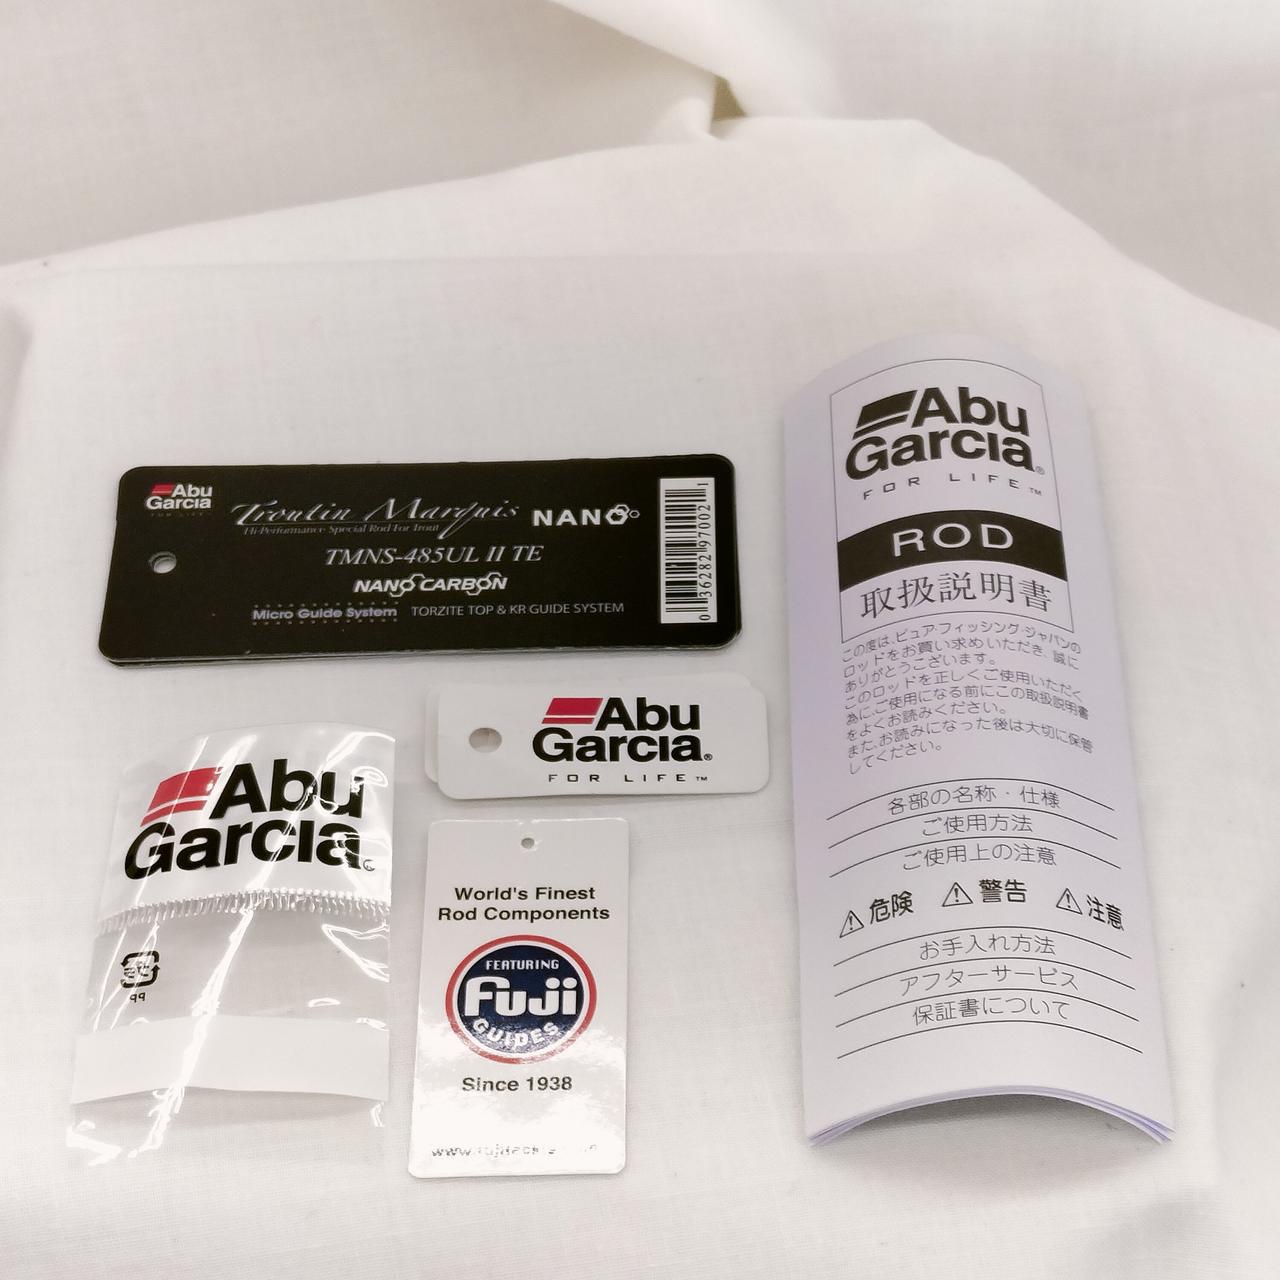 Abu
Garcia
FOR LIFE™
Troutin Marquis
Hi-Performance Special Rod For Trout
NANO
TMNS-485UL II TE
NANO CARBON
Micro Guide System
TORZITE TOP & KR GUIDE SYSTEM
0 36282 97002 1
Abu
Garcia®
FOR LIFE™
Abu
Garcia
PP
World's Finest
Rod Components
FEATURING
Fuji
GUIDES
Since 1938
Abu
Garcia®
FOR LIFE™
ROD
取扱説明書
この度は、ピュア・フィッシング・ジャパンの
ロッドをお買い求めいただき、誠に
ありがとうございます。
このロッドを正しくご使用いただく
為に、ご使用になる前にこの取扱説明書
をよくお読みください。
また、お読みになった後は大切に保管
してください。
各部の名称・仕様
ご使用方法
ご使用上の注意
⚠危険 ⚠警告 ⚠注意
お手入れ方法
アフターサービス
保証書について